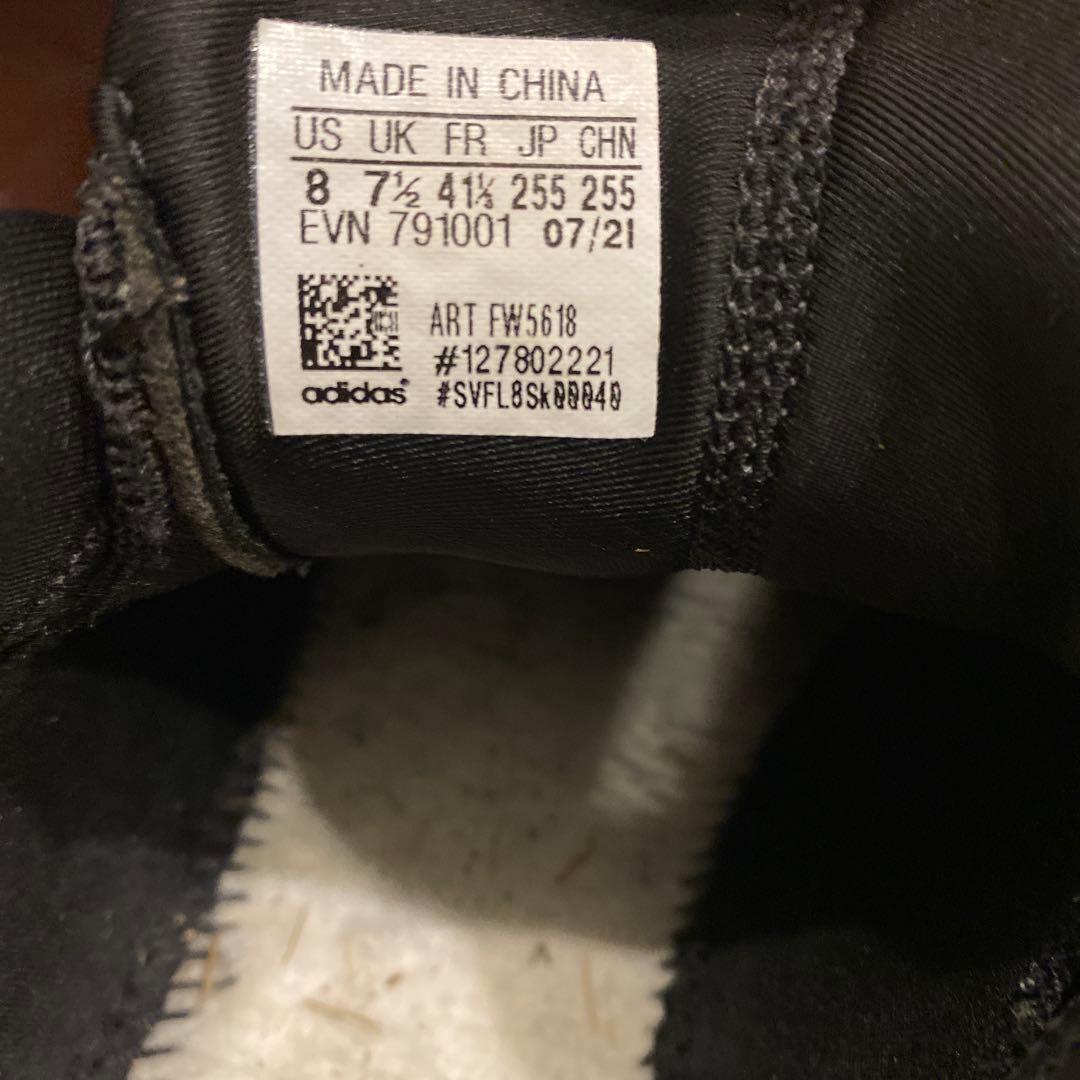 MADE IN CHINA
US UK FR JP CHN
8 7½ 41⅓ 255 255
EVN 791001 07/21
ART FW5618
#127802221
adidas® #SVFL8Sk00040